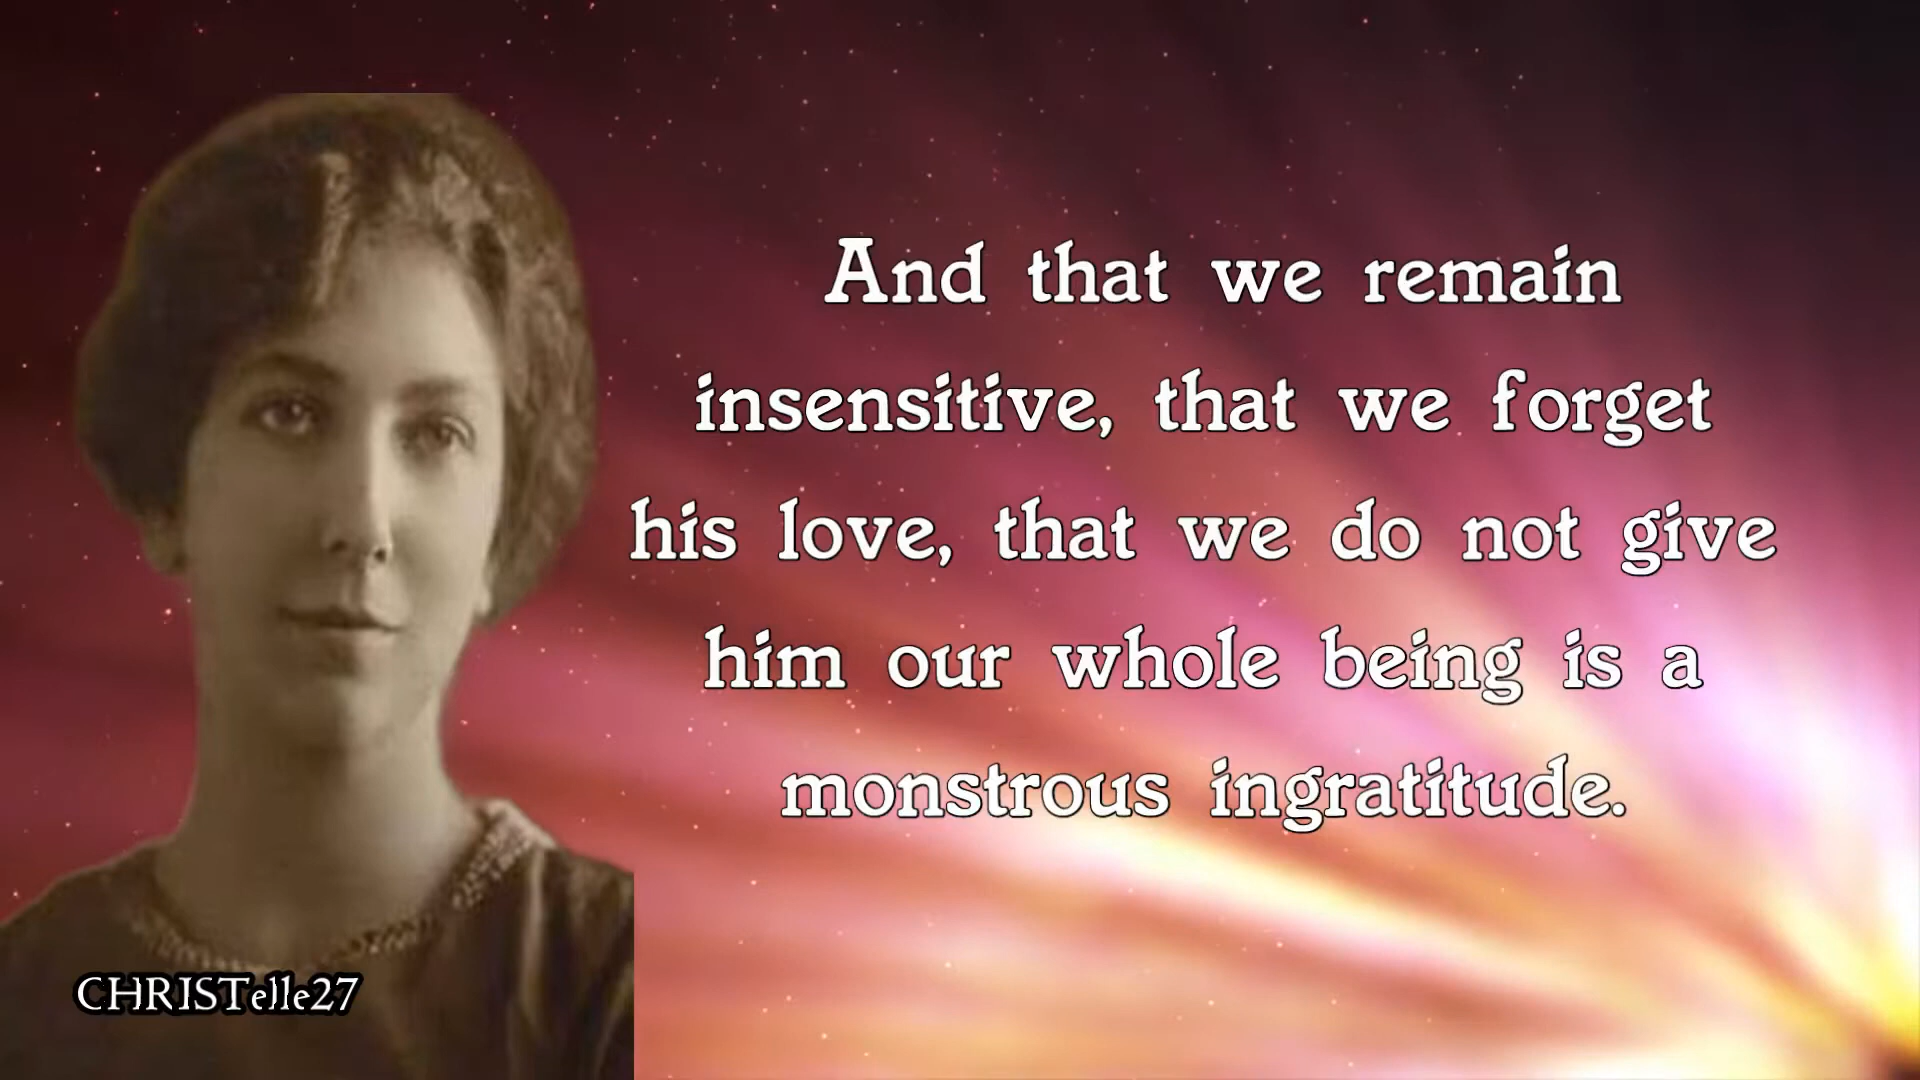 And that we remain
insensitive, that we forget
his love, that we do not give
him our whole being is a
monstrous ingratitude.
CHRISTelle27